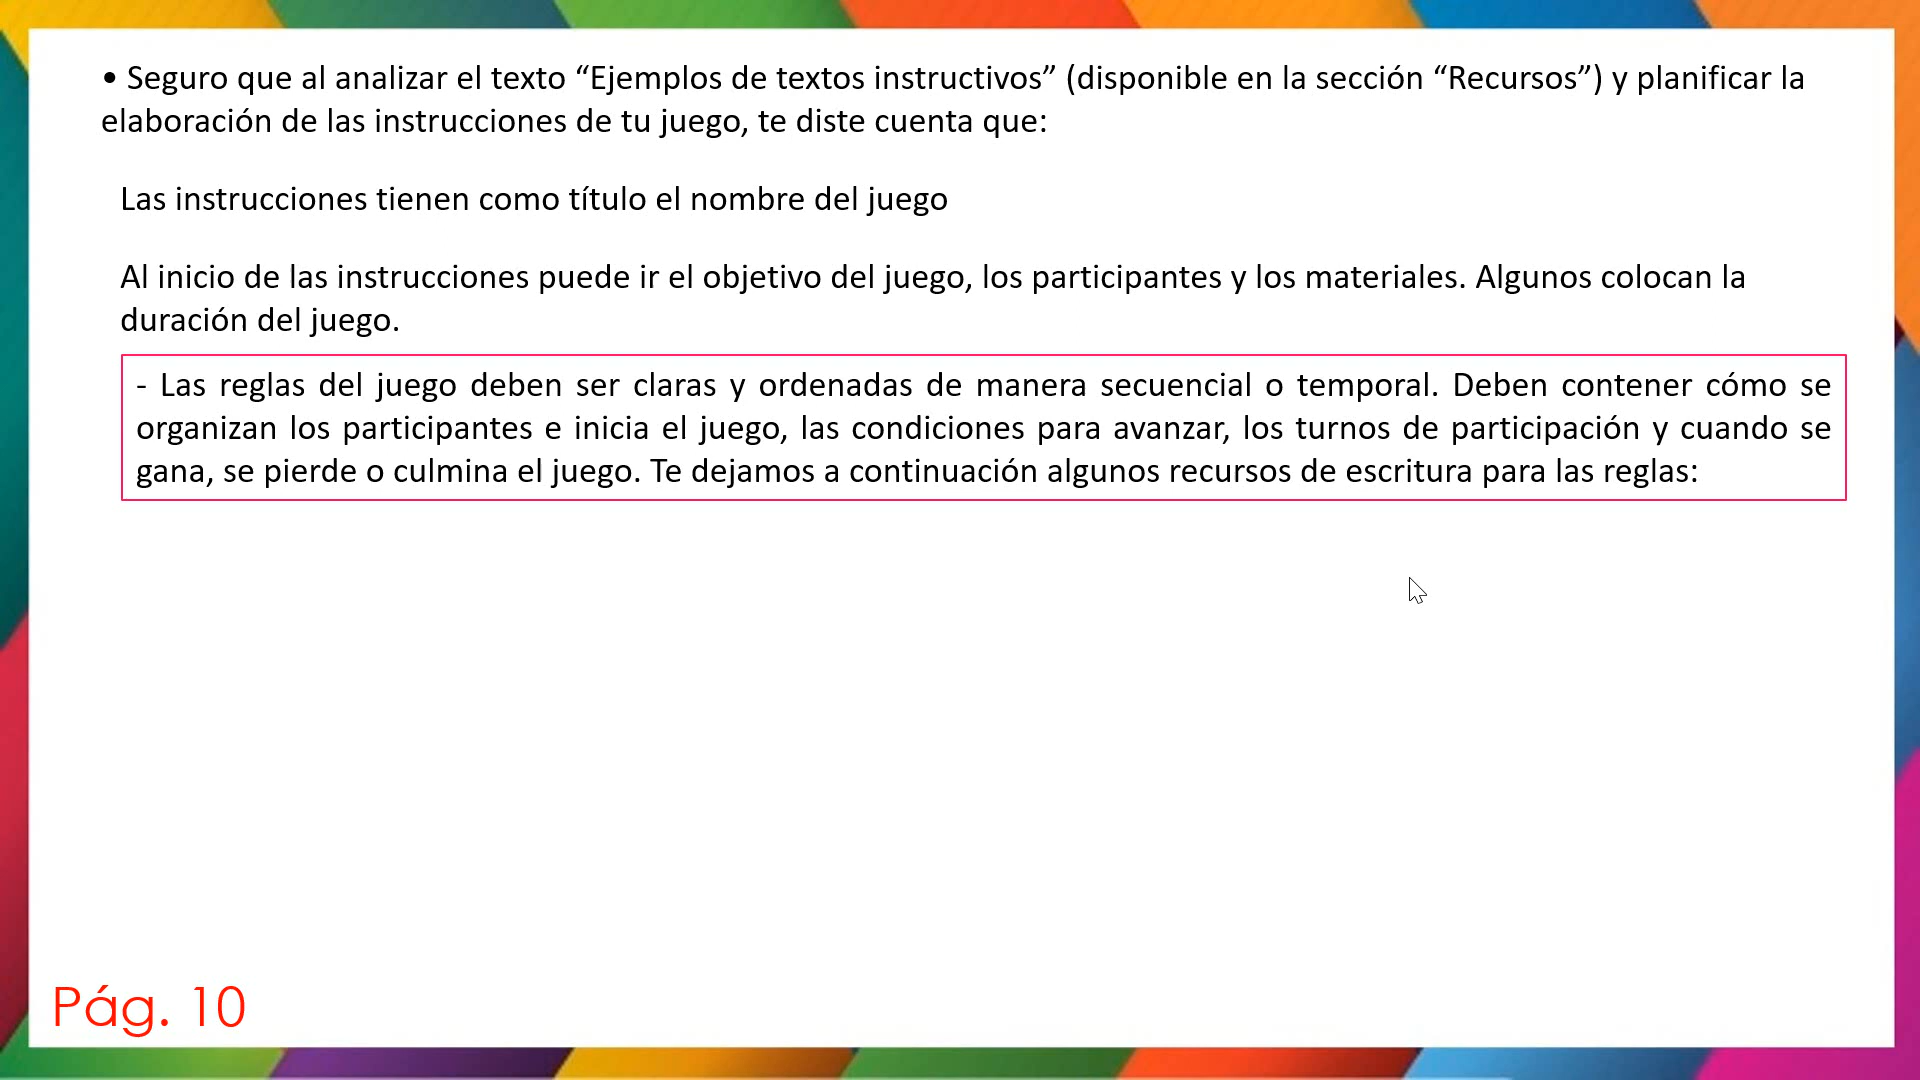 • Seguro que al analizar el texto “Ejemplos de textos instructivos” (disponible en la sección “Recursos”) y planificar la
elaboración de las instrucciones de tu juego, te diste cuenta que:
Las instrucciones tienen como título el nombre del juego
Al inicio de las instrucciones puede ir el objetivo del juego, los participantes y los materiales. Algunos colocan la
duración del juego.
- Las reglas del juego deben ser claras y ordenadas de manera secuencial o temporal. Deben contener cómo se
organizan los participantes e inicia el juego, las condiciones para avanzar, los turnos de participación y cuando se
gana, se pierde o culmina el juego. Te dejamos a continuación algunos recursos de escritura para las reglas:
Pág. 10